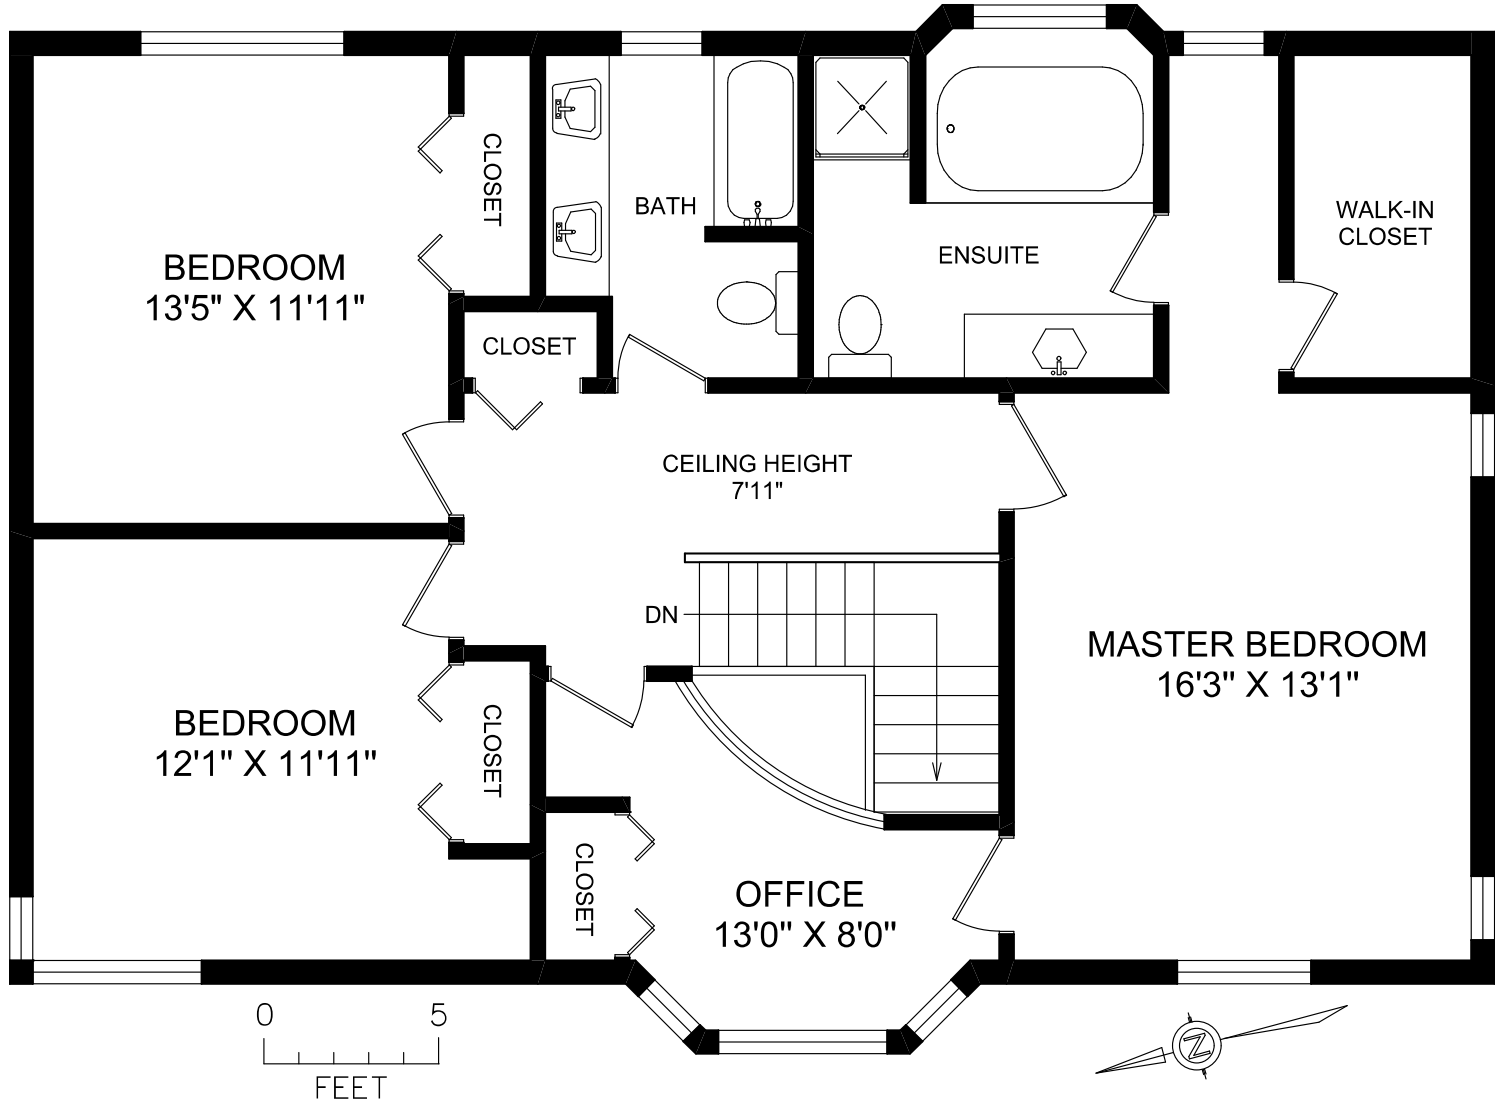 CLOSET
BATH
WALK-IN
CLOSET
ENSUITE
BEDROOM
13'5" X 11'11"
CLOSET
CEILING HEIGHT
7'11"
DN
MASTER BEDROOM
16'3" X 13'1"
BEDROOM
12'1" X 11'11"
CLOSET
CLOSET
OFFICE
13'0" X 8'0"
0 5
FEET
N